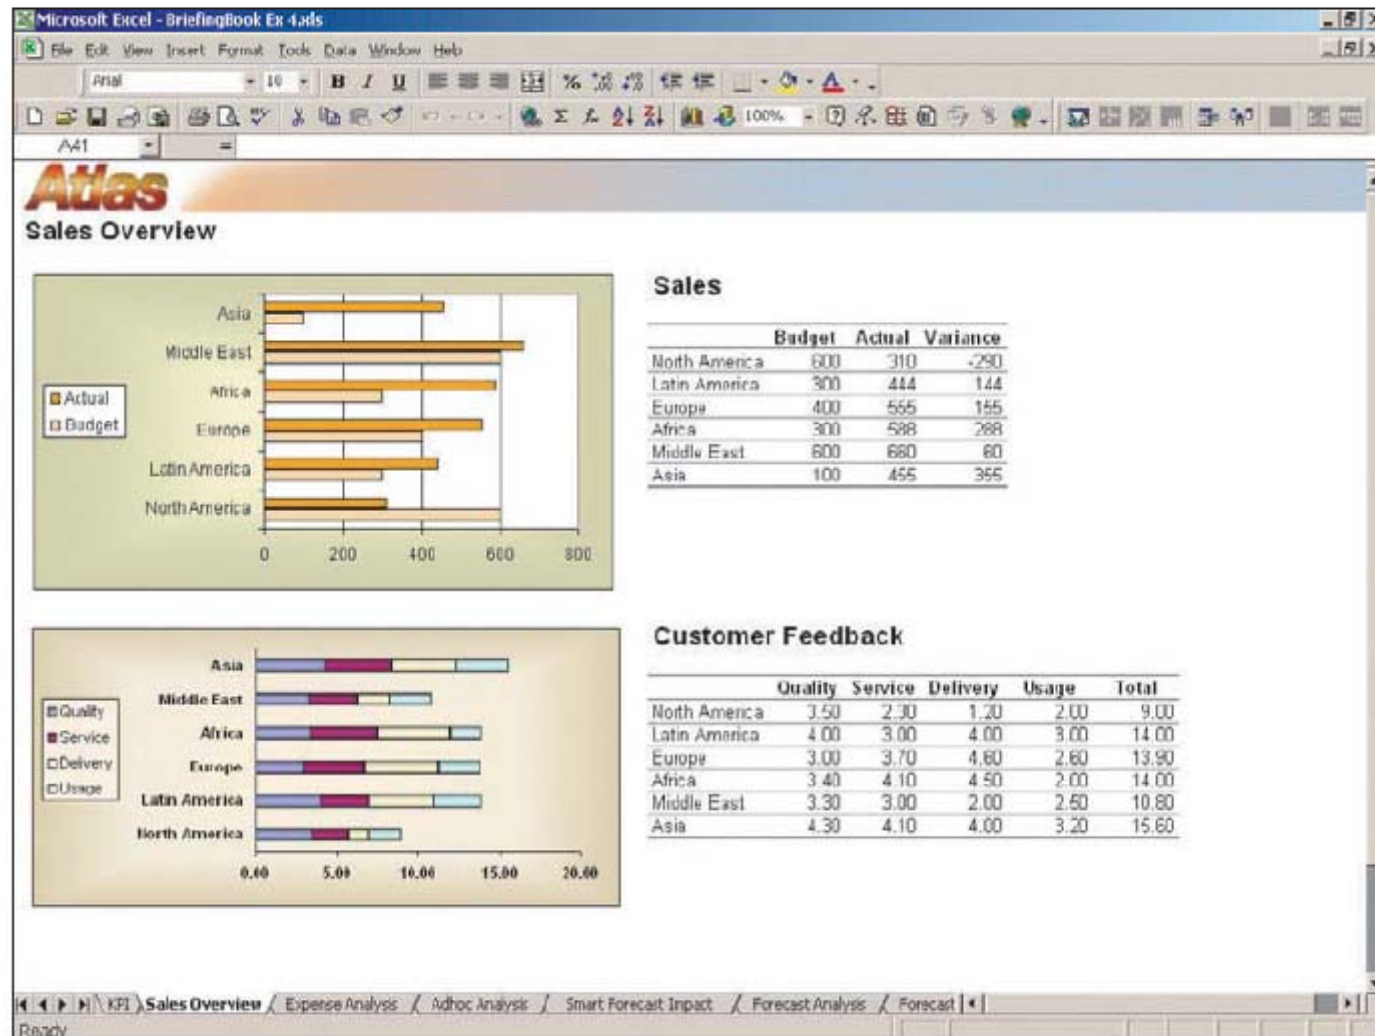 Microsoft Excel - BriefingBook Ex 4.xls
File Edit View Insert Format Tools Data Window Help
Arial 10 B I U
100%
A41 =
Atlas
Sales Overview
Actual
Budget
Asia
Middle East
Africa
Europe
Latin America
North America
0 200 400 600 800
Sales
Budget Actual Variance
North America 600 310 -290
Latin America 300 444 144
Europe 400 555 155
Africa 300 588 288
Middle East 600 660 60
Asia 100 455 355
Quality
Service
Delivery
Usage
Asia
Middle East
Africa
Europe
Latin America
North America
0.00 5.00 10.00 15.00 20.00
Customer Feedback
Quality Service Delivery Usage Total
North America 3.50 2.30 1.20 2.00 9.00
Latin America 4.00 3.00 4.00 3.00 14.00
Europe 3.00 3.70 4.60 2.60 13.90
Africa 3.40 4.10 4.50 2.00 14.00
Middle East 3.30 3.00 2.00 2.50 10.80
Asia 4.30 4.10 4.00 3.20 15.60
KPI Sales Overview Expense Analysis Adhoc Analysis Smart Forecast Impact Forecast Analysis Forecast
Ready